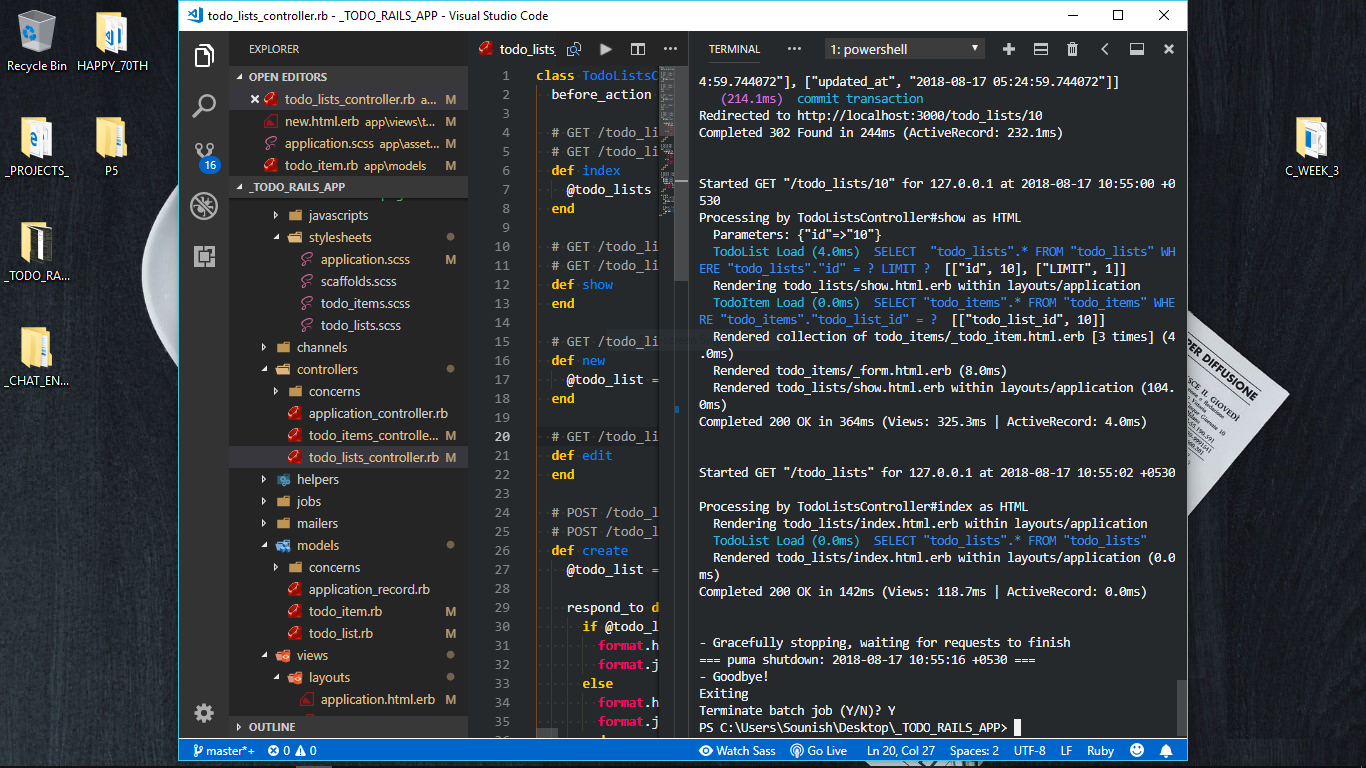 Recycle Bin
HAPPY_70TH
_PROJECTS_
P5
_TODO_RA...
_CHAT_EN...
C_WEEK_3
todo_lists_controller.rb - _TODO_RAILS_APP - Visual Studio Code
EXPLORER
OPEN EDITORS
todo_lists_controller.rb a... M
new.html.erb app\views\t... M
application.scss app\asset... M
todo_item.rb app\models M
16
_TODO_RAILS_APP
javascripts
stylesheets
application.scss M
scaffolds.scss
todo_items.scss
todo_lists.scss
channels
controllers
concerns
application_controller.rb
todo_items_controlle... M
todo_lists_controller.rb M
helpers
jobs
mailers
models
concerns
application_record.rb
todo_item.rb M
todo_list.rb M
views
layouts
application.html.erb M
OUTLINE
todo_lists_
1 class TodoListsC
2 before_action
3
4 # GET /todo_li
5 # GET /todo_li
6 def index
7 @todo_lists
8 end
9
10 # GET /todo_li
11 # GET /todo_li
12 def show
13 end
14
15 # GET /todo_li
16 def new
17 @todo_list =
18 end
19
20 # GET /todo_li
21 def edit
22 end
23
24 # POST /todo_l
25 # POST /todo_l
26 def create
27 @todo_list =
28
29 respond_to d
30 if @todo_l
31 format.h
32 format.j
33 else
34 format.h
35 format.j
TERMINAL ... 1: powershell
4:59.744072"], ["updated_at", "2018-08-17 05:24:59.744072"]]
(214.1ms) commit transaction
Redirected to http://localhost:3000/todo_lists/10
Completed 302 Found in 244ms (ActiveRecord: 232.1ms)
Started GET "/todo_lists/10" for 127.0.0.1 at 2018-08-17 10:55:00 +0
530
Processing by TodoListsController#show as HTML
Parameters: {"id"=>"10"}
TodoList Load (4.0ms) SELECT "todo_lists".* FROM "todo_lists" WH
ERE "todo_lists"."id" = ? LIMIT ? [["id", 10], ["LIMIT", 1]]
Rendering todo_lists/show.html.erb within layouts/application
TodoItem Load (0.0ms) SELECT "todo_items".* FROM "todo_items" WHE
RE "todo_items"."todo_list_id" = ? [["todo_list_id", 10]]
Rendered collection of todo_items/_todo_item.html.erb [3 times] (4
.0ms)
Rendered todo_items/_form.html.erb (8.0ms)
Rendered todo_lists/show.html.erb within layouts/application (104.
0ms)
Completed 200 OK in 364ms (Views: 325.3ms | ActiveRecord: 4.0ms)
Started GET "/todo_lists" for 127.0.0.1 at 2018-08-17 10:55:02 +0530
Processing by TodoListsController#index as HTML
Rendering todo_lists/index.html.erb within layouts/application
TodoList Load (0.0ms) SELECT "todo_lists".* FROM "todo_lists"
Rendered todo_lists/index.html.erb within layouts/application (0.0
ms)
Completed 200 OK in 142ms (Views: 118.7ms | ActiveRecord: 0.0ms)
- Gracefully stopping, waiting for requests to finish
=== puma shutdown: 2018-08-17 10:55:16 +0530 ===
- Goodbye!
Exiting
Terminate batch job (Y/N)? Y
PS C:\Users\Sounish\Desktop\_TODO_RAILS_APP>
PER DIFFUSIONE
SCE IL GIOVEDÌ
master*+ 0 0 Watch Sass Go Live Ln 20, Col 27 Spaces: 2 UTF-8 LF Ruby